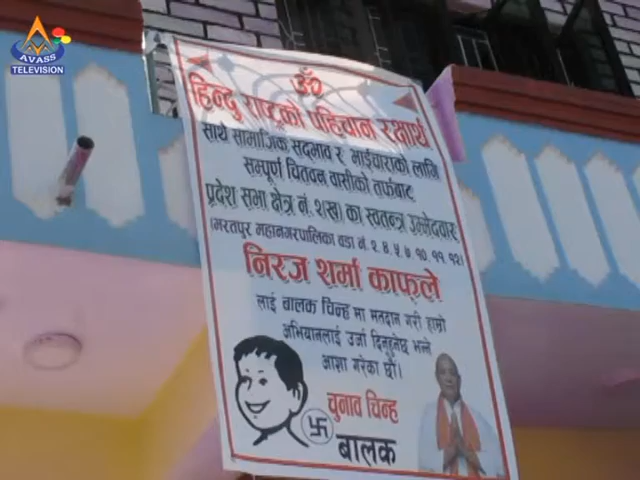 AVASS
TELEVISION
ॐ
हिन्दु राष्ट्रको पहिचान रक्षार्थ
साथै सामाजिक सदभाव र भाईचाराको लागि
सम्पूर्ण चितवन वासीको तर्फबाट
प्रदेश सभा क्षेत्र नं. ३(ख) का स्वतन्त्र उम्मेदवार
(भरतपुर महानगरपालिका वडा नं. २, ४, ५, ७, १०, ११, १२)
निरज शर्मा काफ्ले
लाई बालक चिन्ह मा मतदान गरी हाम्रो
अभियानलाई उर्जा दिनुहुनेछ भन्ने
आशा गरेका छौं।
चुनाव चिन्ह
बालक